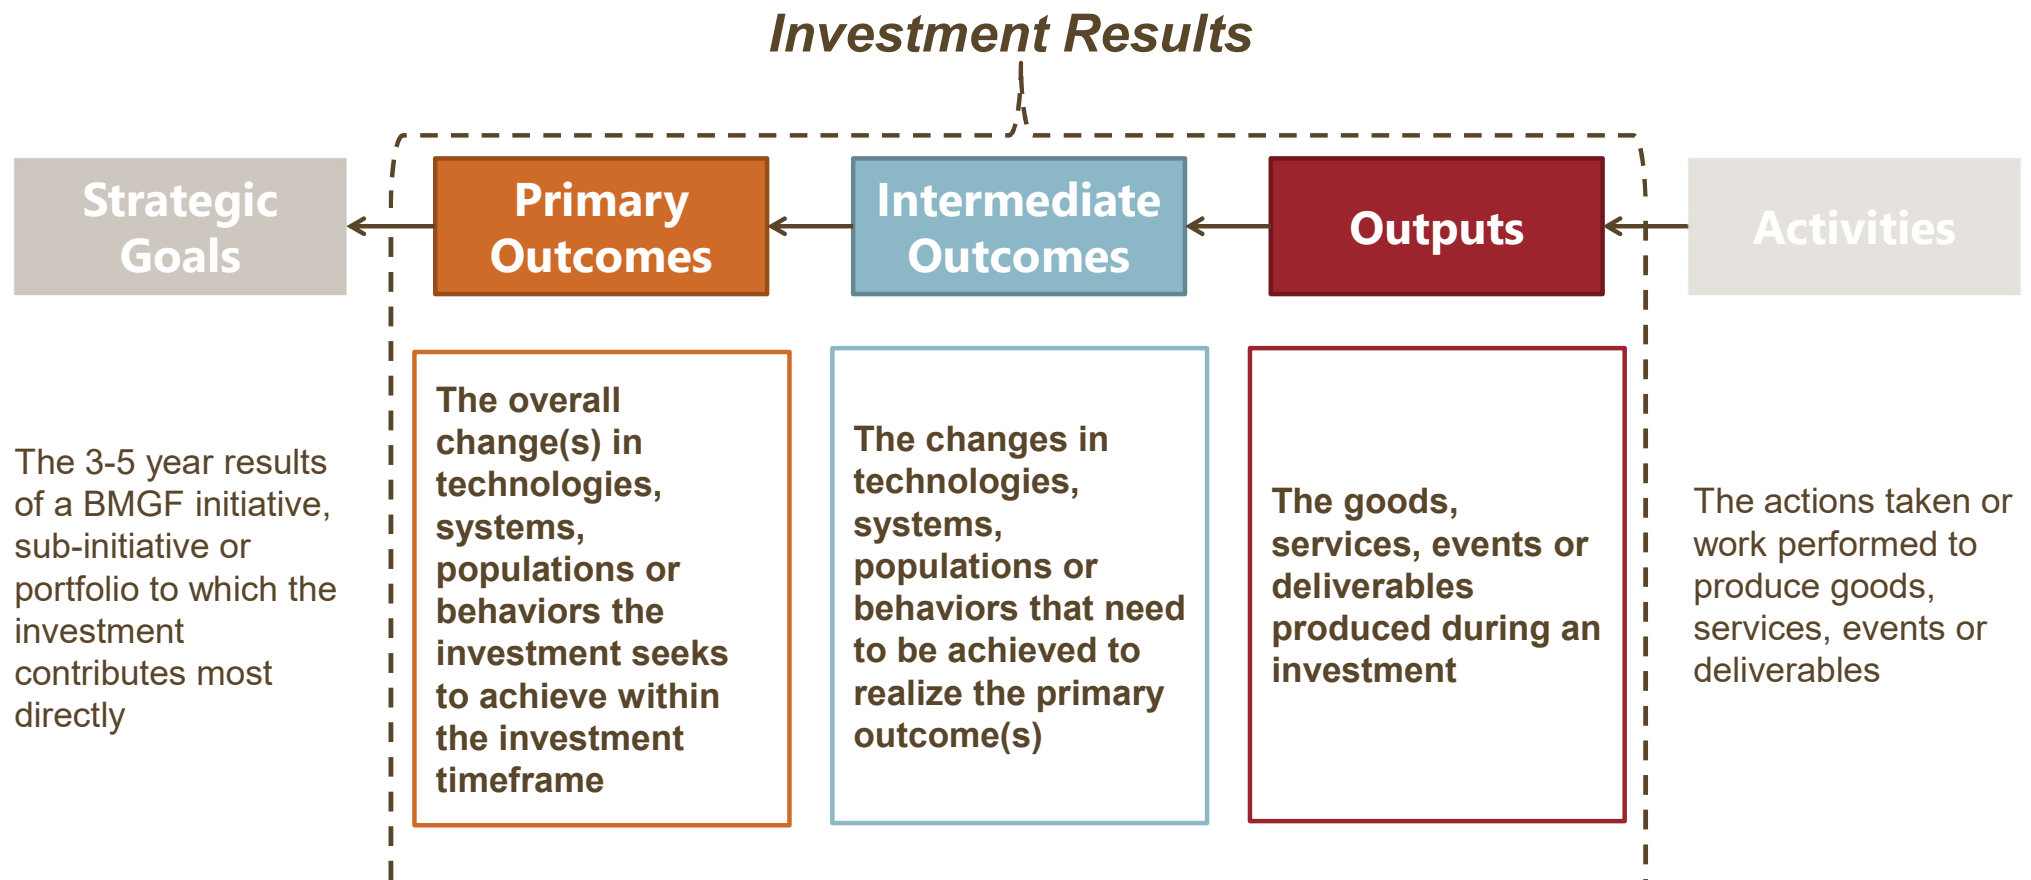 Investment Results
Strategic
Goals
Primary
Outcomes
Intermediate
Outcomes
Outputs
Activities
The 3-5 year results
of a BMGF initiative,
sub-initiative or
portfolio to which the
investment
contributes most
directly
The overall
change(s) in
technologies,
systems,
populations or
behaviors the
investment seeks
to achieve within
the investment
timeframe
The changes in
technologies,
systems,
populations or
behaviors that need
to be achieved to
realize the primary
outcome(s)
The goods,
services, events or
deliverables
produced during an
investment
The actions taken or
work performed to
produce goods,
services, events or
deliverables